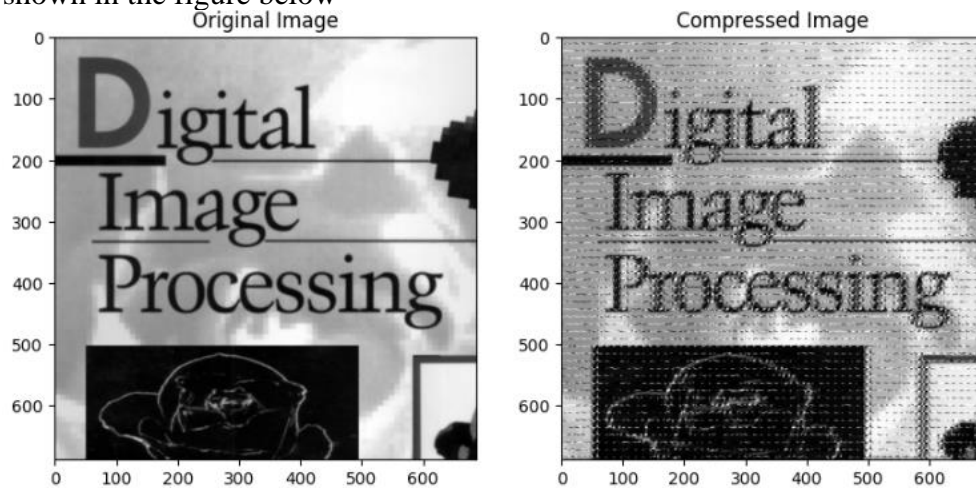 shown in the figure below
Original Image
Compressed Image
0
100
200
300
400
500
600
0 100 200 300 400 500 600
Digital
Image
Processing
0
100
200
300
400
500
600
0 100 200 300 400 500 600
Digital
Image
Processing